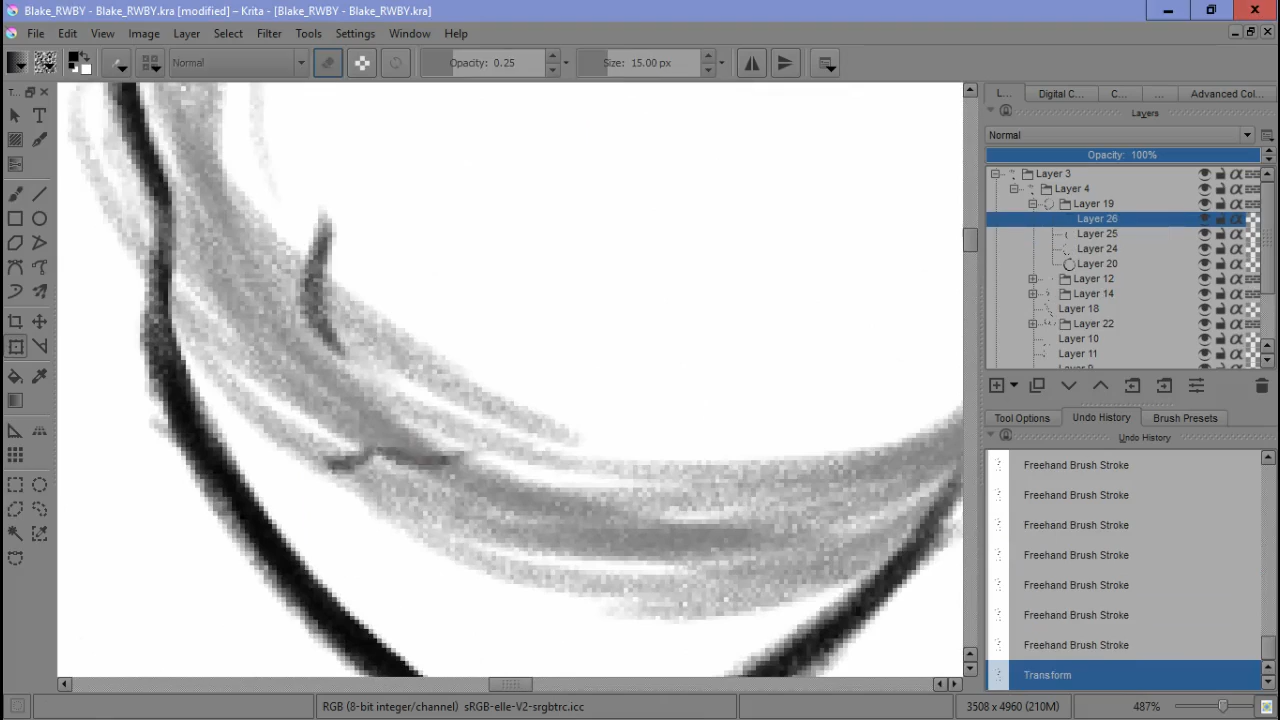 Blake_RWBY - Blake_RWBY.kra [modified] – Krita - [Blake_RWBY - Blake_RWBY.kra]
File Edit View Image Layer Select Filter Tools Settings Window Help
Normal Opacity: 0.25 Size: 15.00 px
T... L... Digital C... C... ... Advanced Col...
Layers
Normal
Opacity: 100%
Layer 3
Layer 4
Layer 19
Layer 26
Layer 25
Layer 24
Layer 20
Layer 12
Layer 14
Layer 18
Layer 22
Layer 10
Layer 11
Tool Options Undo History Brush Presets
Undo History
Freehand Brush Stroke
Freehand Brush Stroke
Freehand Brush Stroke
Freehand Brush Stroke
Freehand Brush Stroke
Freehand Brush Stroke
Freehand Brush Stroke
Transform
RGB (8-bit integer/channel) sRGB-elle-V2-srgbtrc.icc 3508 x 4960 (210M) 487%